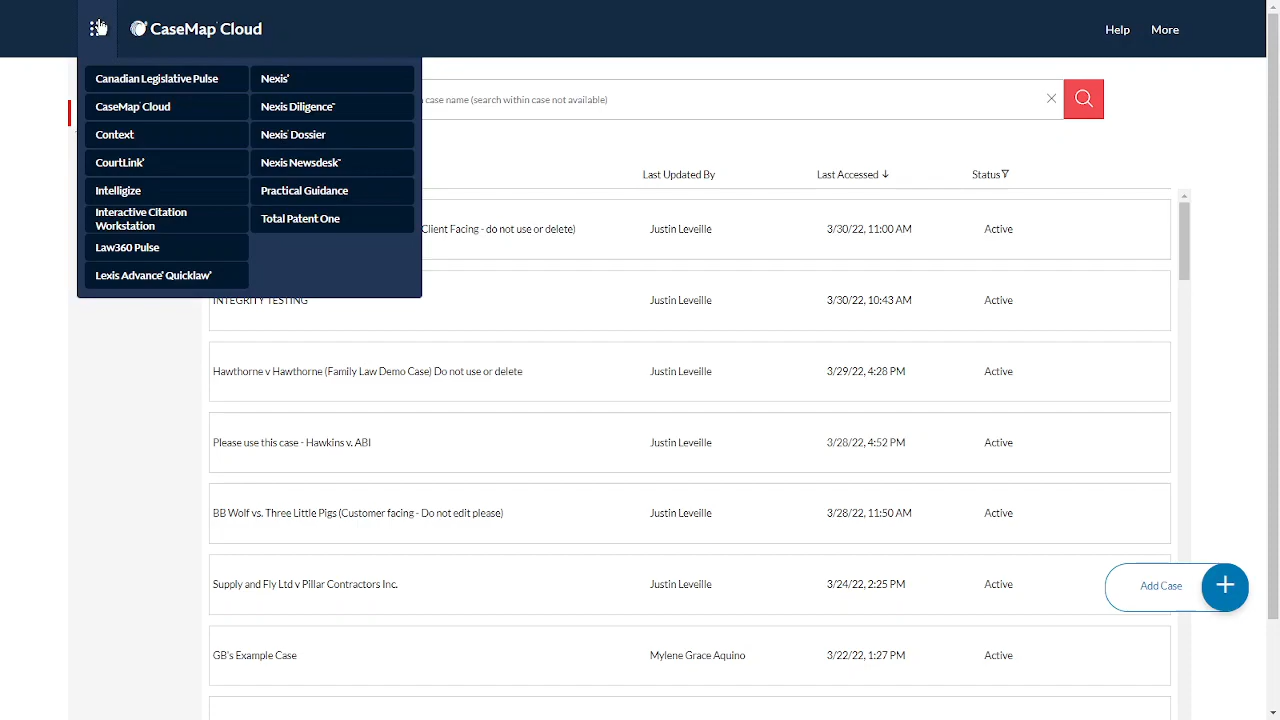 CaseMap® Cloud
Help
More
Canadian Legislative Pulse
CaseMap® Cloud
Context
CourtLink®
Intelligize
Interactive Citation
Workstation
Law360 Pulse
Lexis Advance® Quicklaw®
Nexis®
Nexis Diligence™
Nexis® Dossier
Nexis Newsdesk™
Practical Guidance
Total Patent One
case name (search within case not available)
Last Updated By
Last Accessed ↓
Status
Client Facing - do not use or delete)
Justin Leveille
3/30/22, 11:00 AM
Active
INTEGRITY TESTING
Justin Leveille
3/30/22, 10:43 AM
Active
Hawthorne v Hawthorne (Family Law Demo Case) Do not use or delete
Justin Leveille
3/29/22, 4:28 PM
Active
Please use this case - Hawkins v. ABI
Justin Leveille
3/28/22, 4:52 PM
Active
BB Wolf vs. Three Little Pigs (Customer facing - Do not edit please)
Justin Leveille
3/28/22, 11:50 AM
Active
Supply and Fly Ltd v Pillar Contractors Inc.
Justin Leveille
3/24/22, 2:25 PM
Active
Add Case
GB's Example Case
Mylene Grace Aquino
3/22/22, 1:27 PM
Active